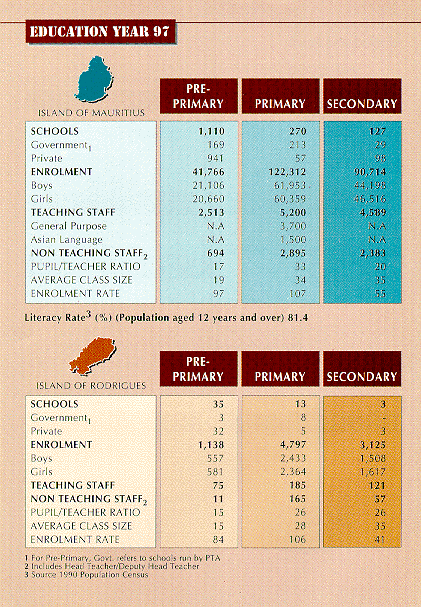 EDUCATION YEAR 97
ISLAND OF MAURITIUS
PRE-PRIMARY PRIMARY SECONDARY
SCHOOLS 1,110 270 127
Government1 169 213 29
Private 941 57 98
ENROLMENT 41,766 122,312 90,714
Boys 21,106 61,953 44,198
Girls 20,660 60,359 46,516
TEACHING STAFF 2,513 5,200 4,589
General Purpose N.A 3,700 N.A
Asian Language N.A 1,500 N.A
NON TEACHING STAFF2 694 2,895 2,383
PUPIL/TEACHER RATIO 17 33 20
AVERAGE CLASS SIZE 19 34 35
ENROLMENT RATE 97 107 55
Literacy Rate3 (%) (Population aged 12 years and over) 81.4
ISLAND OF RODRIGUES
PRE-PRIMARY PRIMARY SECONDARY
SCHOOLS 35 13 3
Government1 3 8 -
Private 32 5 3
ENROLMENT 1,138 4,797 3,125
Boys 557 2,433 1,508
Girls 581 2,364 1,617
TEACHING STAFF 75 185 121
NON TEACHING STAFF2 11 165 57
PUPIL/TEACHER RATIO 15 26 26
AVERAGE CLASS SIZE 15 28 35
ENROLMENT RATE 84 106 41
1 For Pre-Primary, Govt. refers to schools run by PTA
2 Includes Head Teacher/Deputy Head Teacher
3 Source 1990 Population Census